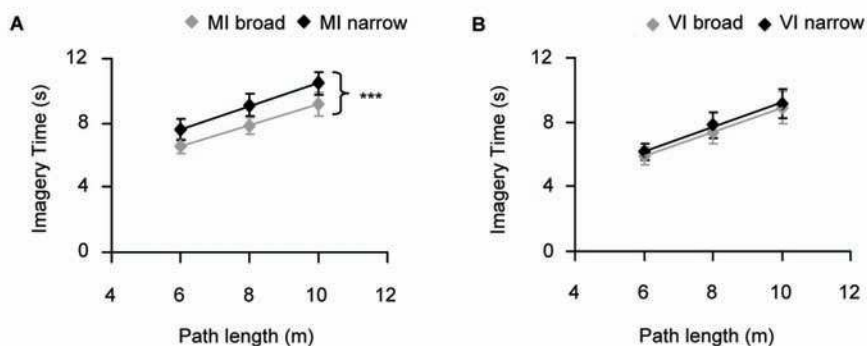 A
MI broad MI narrow
Imagery Time (s)
12
8
4
0
***
4 6 8 10 12
Path length (m)
B
VI broad VI narrow
Imagery Time (s)
12
8
4
0
4 6 8 10 12
Path length (m)